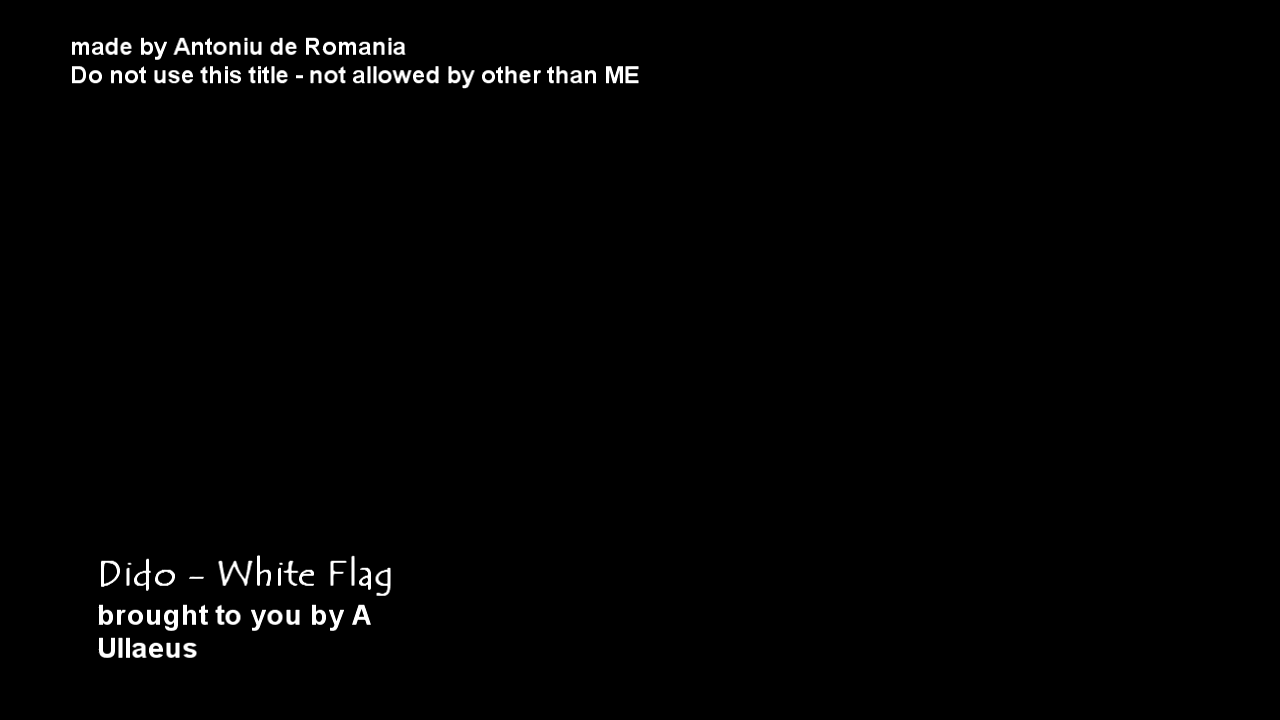 made by Antoniu de Romania
Do not use this title - not allowed by other than ME
Dido - White Flag
brought to you by A
Ullaeus